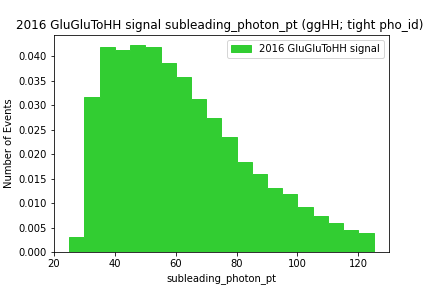 2016 GluGluToHH signal subleading_photon_pt (ggHH; tight pho_id)
2016 GluGluToHH signal
Number of Events
0.040
0.035
0.030
0.025
0.020
0.015
0.010
0.005
0.000
20 40 60 80 100 120
subleading_photon_pt